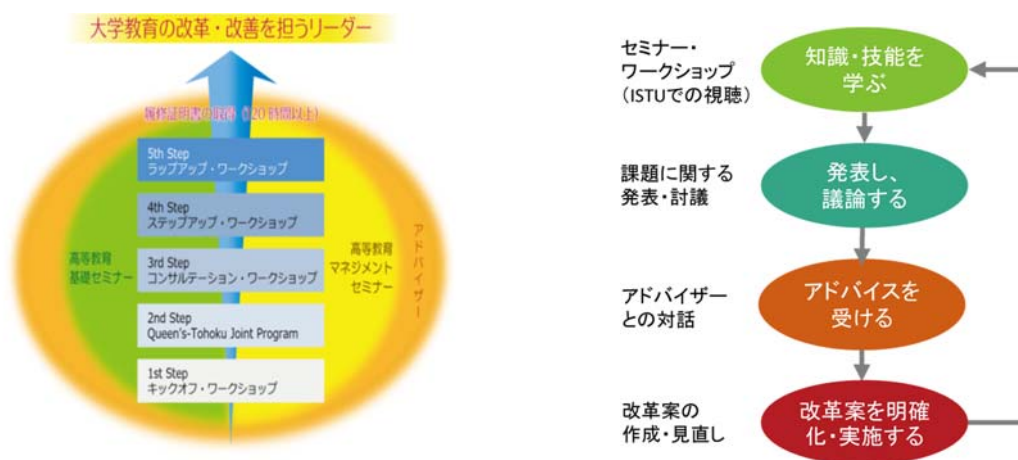 大学教育の改革・改善を担うリーダー
履修証明書の取得（120時間以上）
5th Step
ラップアップ・ワークショップ
4th Step
ステップアップ・ワークショップ
3rd Step
コンサルテーション・ワークショップ
2nd Step
Queen's-Tohoku Joint Program
1st Step
キックオフ・ワークショップ
高等教育
基礎セミナー
高等教育
マネジメント
セミナー
アドバイザー
セミナー・
ワークショップ
（ISTUでの視聴）
知識・技能を
学ぶ
課題に関する
発表・討議
発表し、
議論する
アドバイザー
との対話
アドバイスを
受ける
改革案の
作成・見直し
改革案を明確
化・実施する